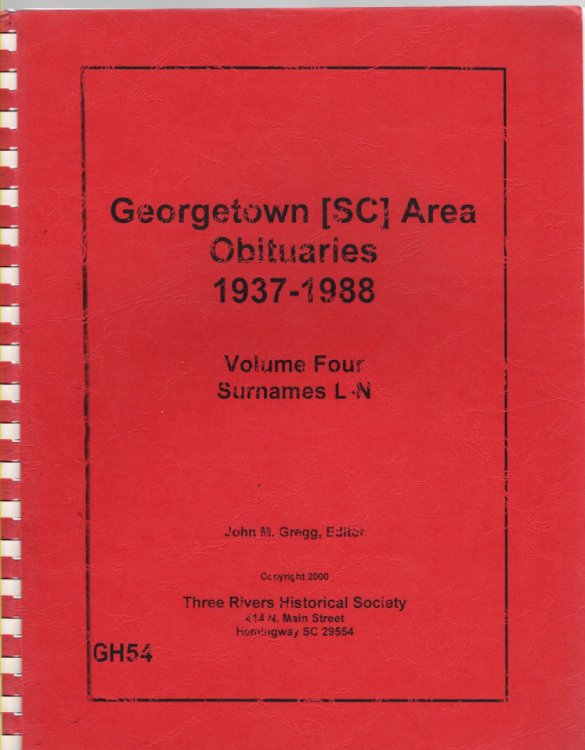 Georgetown [SC] Area
Obituaries
1937-1988
Volume Four
Surnames L-N
John M. Gregg, Editor
Copyright 2000
Three Rivers Historical Society
414 N. Main Street
Hemingway SC 29554
GH54